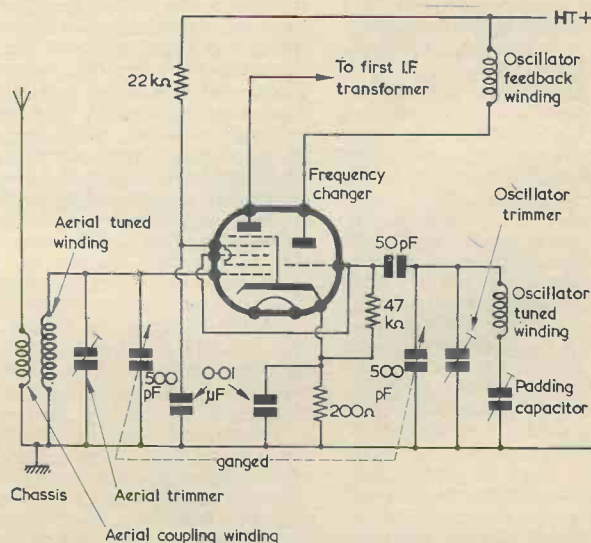 HT+
Oscillator
feedback
winding
22kΩ
To first I.F.
transformer
Frequency
changer
Oscillator
trimmer
Aerial tuned
winding
50pF
47
kΩ
Oscillator
tuned
winding
500
pF
0·01
µF
200Ω
500
pF
Padding
capacitor
ganged
Chassis
Aerial trimmer
Aerial coupling winding